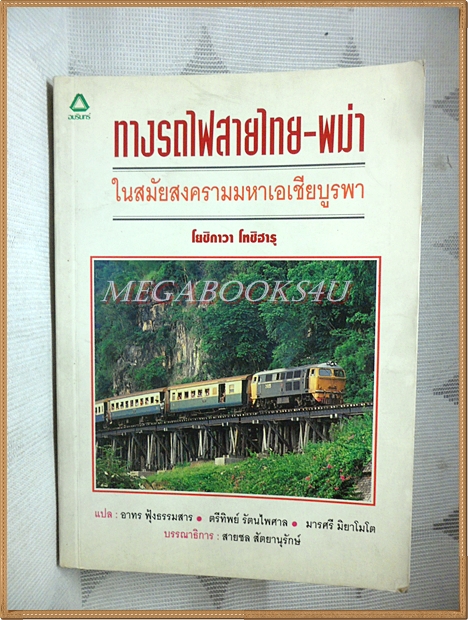 อมรินทร์
ทางรถไฟสายไทย-พม่า
ในสมัยสงครามมหาเอเชียบูรพา
โยชิกาวา โทชิฮารุ
MEGABOOKS4U
แปล : อาทร ฟุ้งธรรมสาร ● ตรีทิพย์ รัตนไพศาล ● มารศรี มิยาโมโต
บรรณาธิการ : สายชล สัตยานุรักษ์